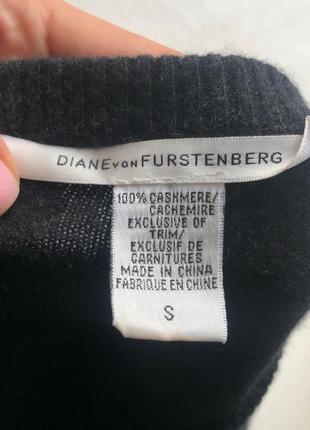 DIANE VON FURSTENBERG
100% CASHMERE/
CACHEMIRE
EXCLUSIVE OF
TRIM/
EXCLUSIF DE
GARNITURES
MADE IN CHINA
FABRIQUE EN CHINE
S